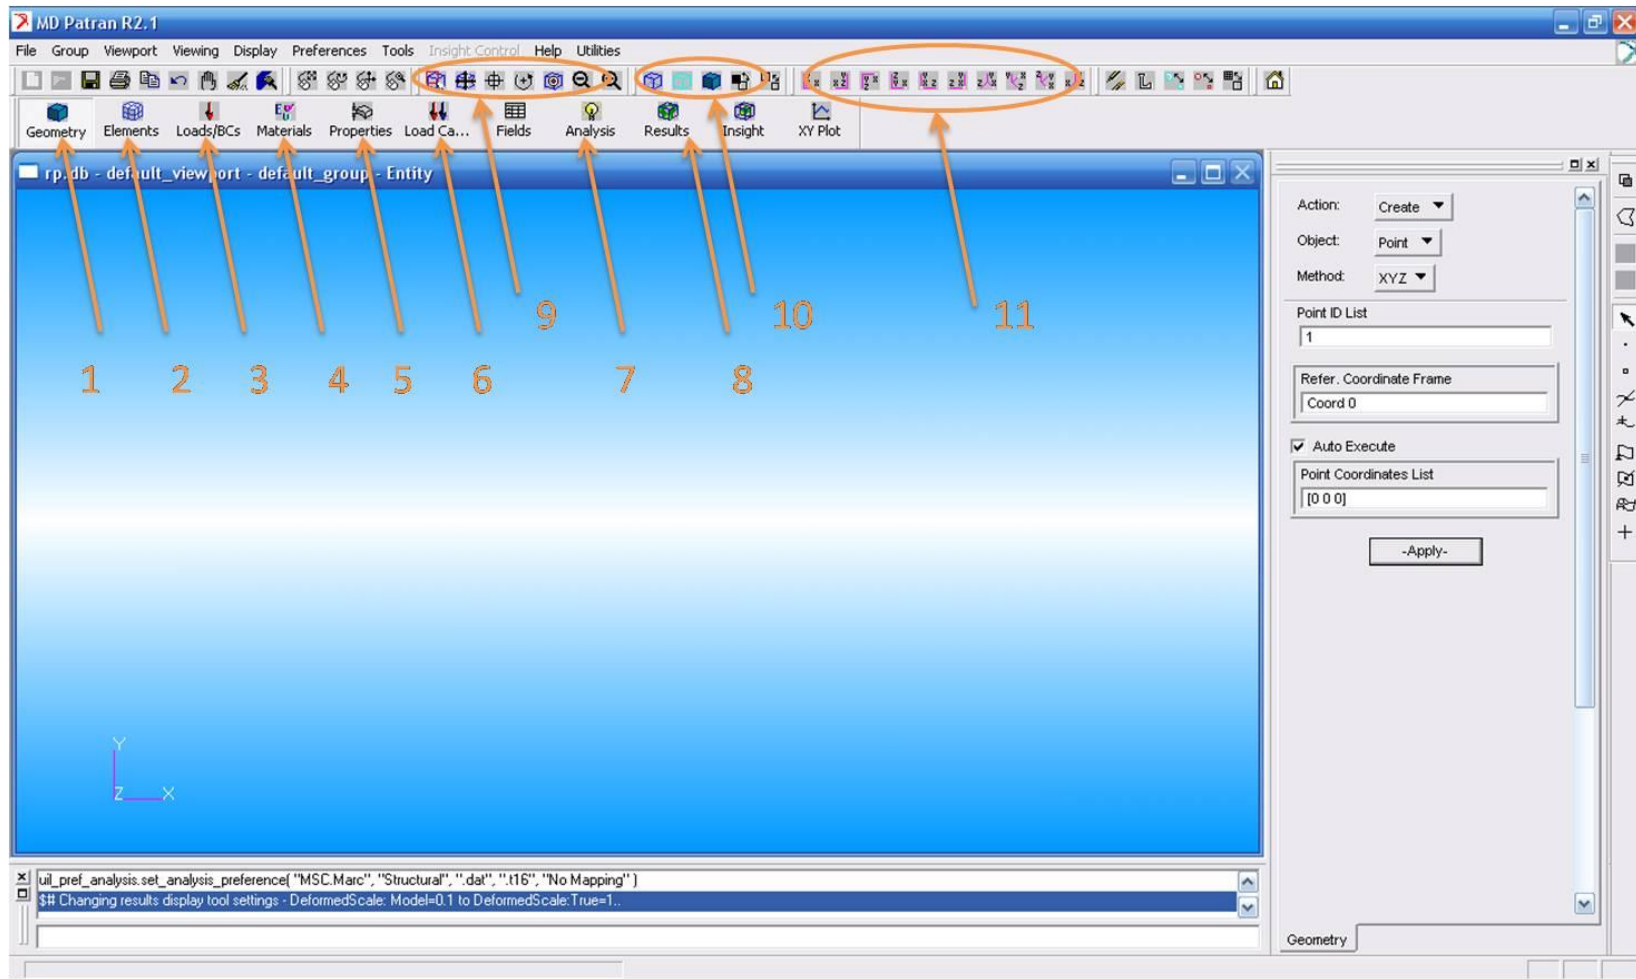 MD Patran R2.1
File Group Viewport Viewing Display Preferences Tools Insight Control Help Utilities
Geometry Elements Loads/BCs Materials Properties Load Ca... Fields Analysis Results Insight XY Plot
rp.db - default_viewport - default_group - Entity
Action: Create
Object: Point
Method: XYZ
Point ID List
1
Refer. Coordinate Frame
Coord 0
Auto Execute
Point Coordinates List
[0 0 0]
-Apply-
9 10 11
1 2 3 4 5 6 7 8
Y
Z X
uil_pref_analysis.set_analysis_preference( "MSC.Marc", "Structural", ".dat", ".t16", "No Mapping" )
$# Changing results display tool settings - DeformedScale: Model=0.1 to DeformedScale:True=1..
Geometry